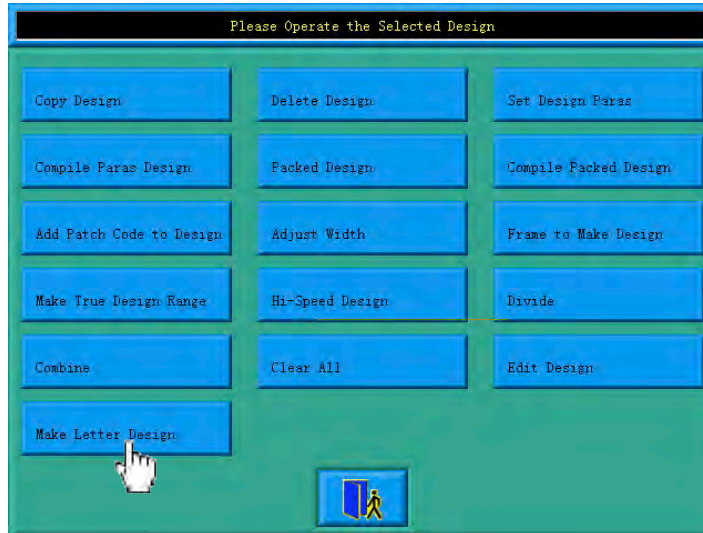 Please Operate the Selected Design
Copy Design
Delete Design
Set Design Paras
Compile Paras Design
Packed Design
Compile Packed Design
Add Patch Code to Design
Adjust Width
Frame to Make Design
Make True Design Range
Hi-Speed Design
Divide
Combine
Clear All
Edit Design
Make Letter Design